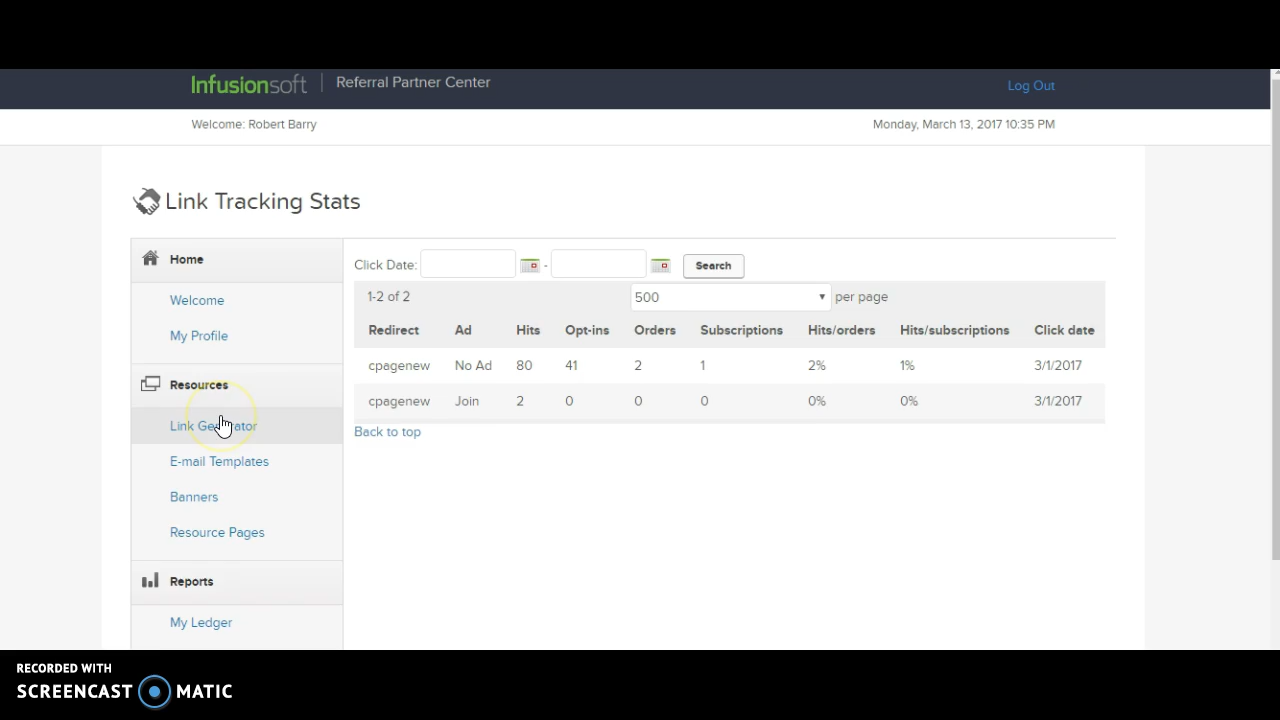 Infusionsoft | Referral Partner Center
Log Out
Welcome: Robert Barry
Monday, March 13, 2017 10:35 PM
Link Tracking Stats
Home
Welcome
My Profile
Resources
Link Generator
E-mail Templates
Banners
Resource Pages
Reports
My Ledger
Click Date: - Search
1-2 of 2 500 per page
Redirect Ad Hits Opt-ins Orders Subscriptions Hits/orders Hits/subscriptions Click date
cpagenew No Ad 80 41 2 1 2% 1% 3/1/2017
cpagenew Join 2 0 0 0 0% 0% 3/1/2017
Back to top
RECORDED WITH
SCREENCAST MATIC